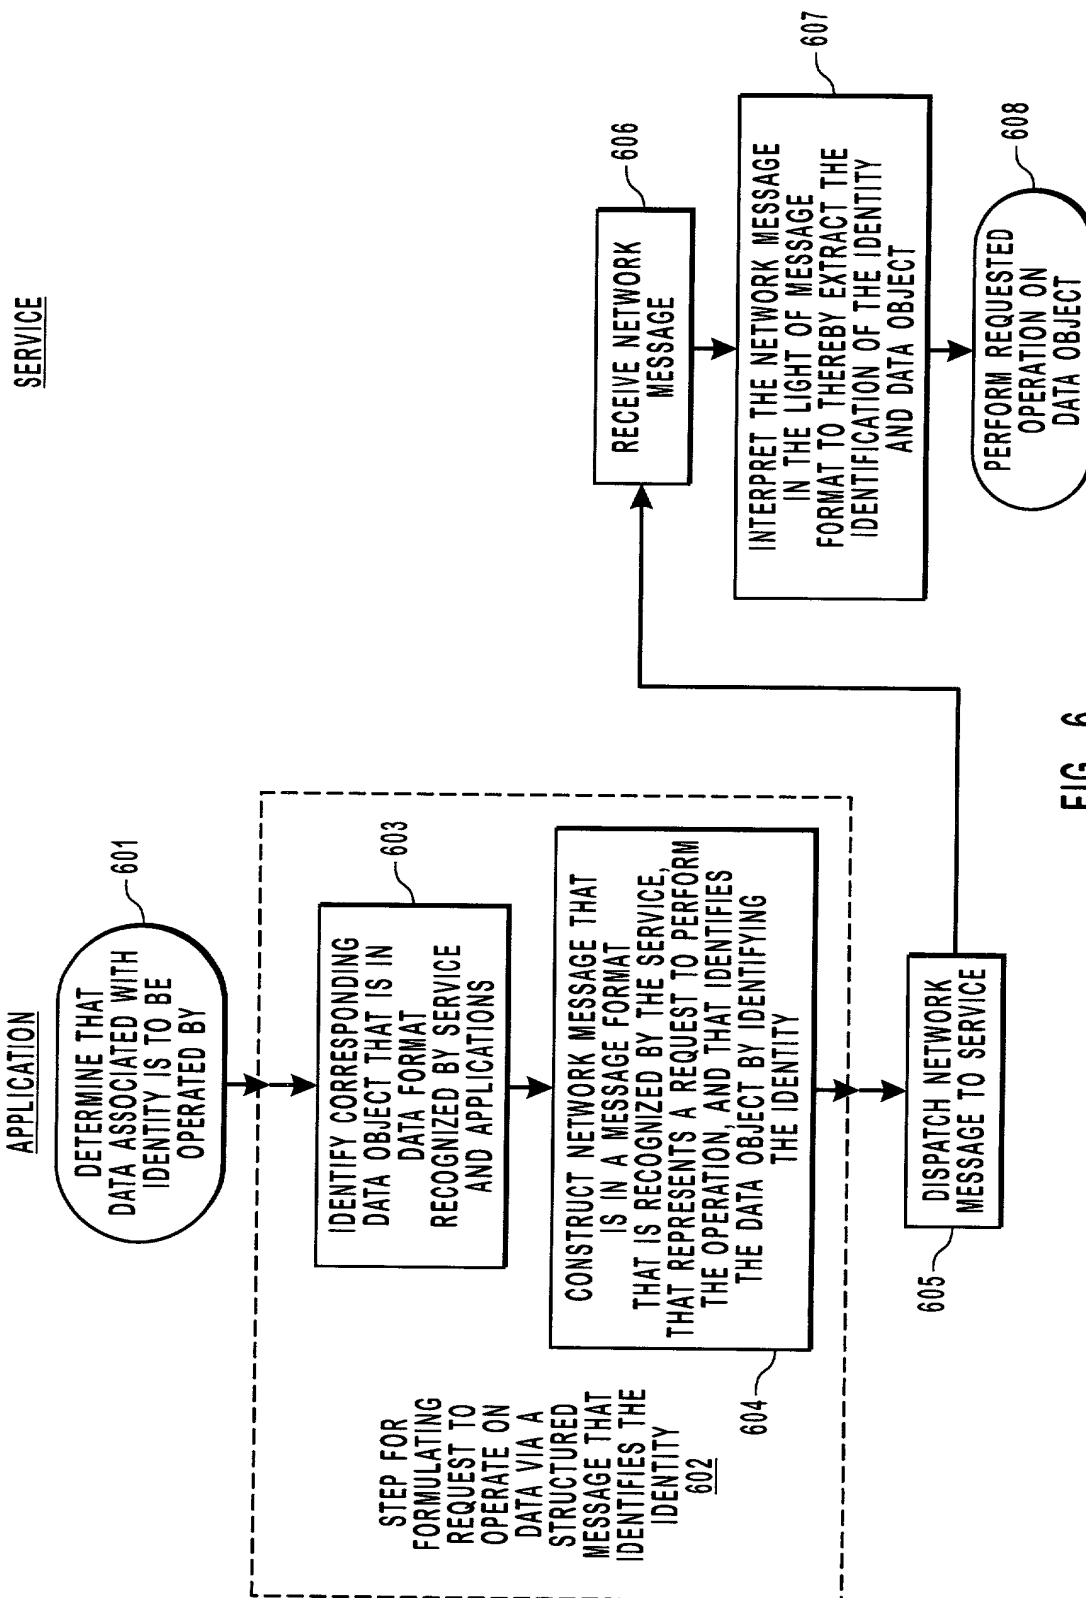 APPLICATION
SERVICE
DETERMINE THAT
DATA ASSOCIATED WITH
IDENTITY IS TO BE
OPERATED BY
601
STEP FOR
FORMULATING
REQUEST TO
OPERATE ON
DATA VIA A
STRUCTURED
MESSAGE THAT
IDENTIFIES THE
IDENTITY
602
IDENTIFY CORRESPONDING
DATA OBJECT THAT IS IN
DATA FORMAT
RECOGNIZED BY SERVICE
AND APPLICATIONS
603
CONSTRUCT NETWORK MESSAGE THAT
IS IN A MESSAGE FORMAT
THAT IS RECOGNIZED BY THE SERVICE,
THAT REPRESENTS A REQUEST TO PERFORM
THE OPERATION, AND THAT IDENTIFIES
THE DATA OBJECT BY IDENTIFYING
THE IDENTITY
604
DISPATCH NETWORK
MESSAGE TO SERVICE
605
RECEIVE NETWORK
MESSAGE
606
INTERPRET THE NETWORK MESSAGE
IN THE LIGHT OF MESSAGE
FORMAT TO THEREBY EXTRACT THE
IDENTIFICATION OF THE IDENTITY
AND DATA OBJECT
607
PERFORM REQUESTED
OPERATION ON
DATA OBJECT
608
FIG. 6